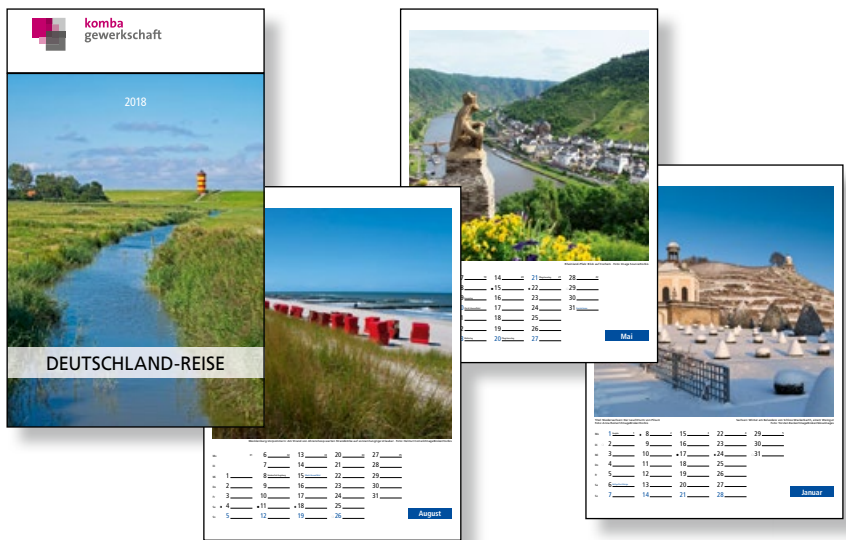 komba
gewerkschaft
2018
DEUTSCHLAND-REISE
14 21 28
15 22 29
16 23 30
17 24 31
18 25
19 26
20 27
Mai
1 8 15 22 29
2 9 16 23 30
3 10 17 24 31
4 11 18 25
5 12 19 26
6 13 20 27
7 14 21 28
Januar
6 13 20 27
7 14 21 28
1 8 15 22 29
2 9 16 23 30
3 10 17 24 31
4 11 18 25
5 12 19 26
August